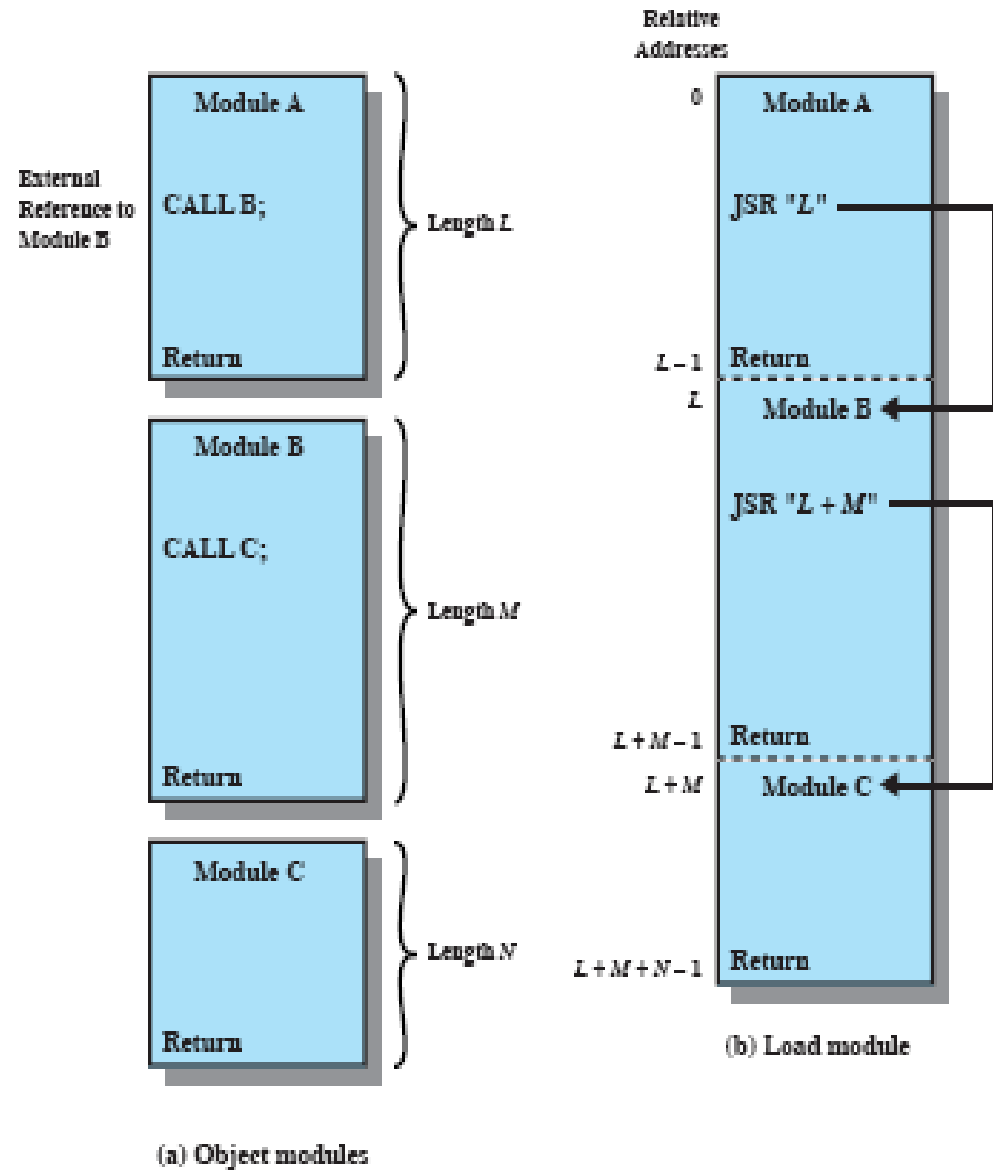 External
Reference to
Module B
Module A
CALL B;
Return
Length L
Module B
CALL C;
Return
Length M
Module C
Return
Length N
(a) Object modules
Relative
Addresses
0
Module A
JSR "L"
L – 1
Return
L
Module B
JSR "L + M"
L + M – 1
Return
L + M
Module C
L + M + N – 1
Return
(b) Load module